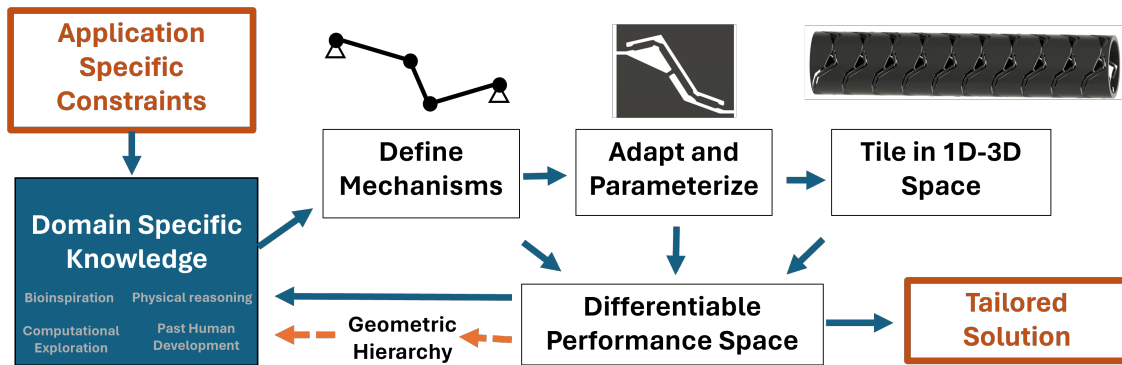 Application
Specific
Constraints
Define
Mechanisms
Adapt and
Parameterize
Tile in 1D-3D
Space
Domain Specific
Knowledge
Bioinspiration
Physical reasoning
Computational
Exploration
Past Human
Development
Geometric
Hierarchy
Differentiable
Performance Space
Tailored
Solution